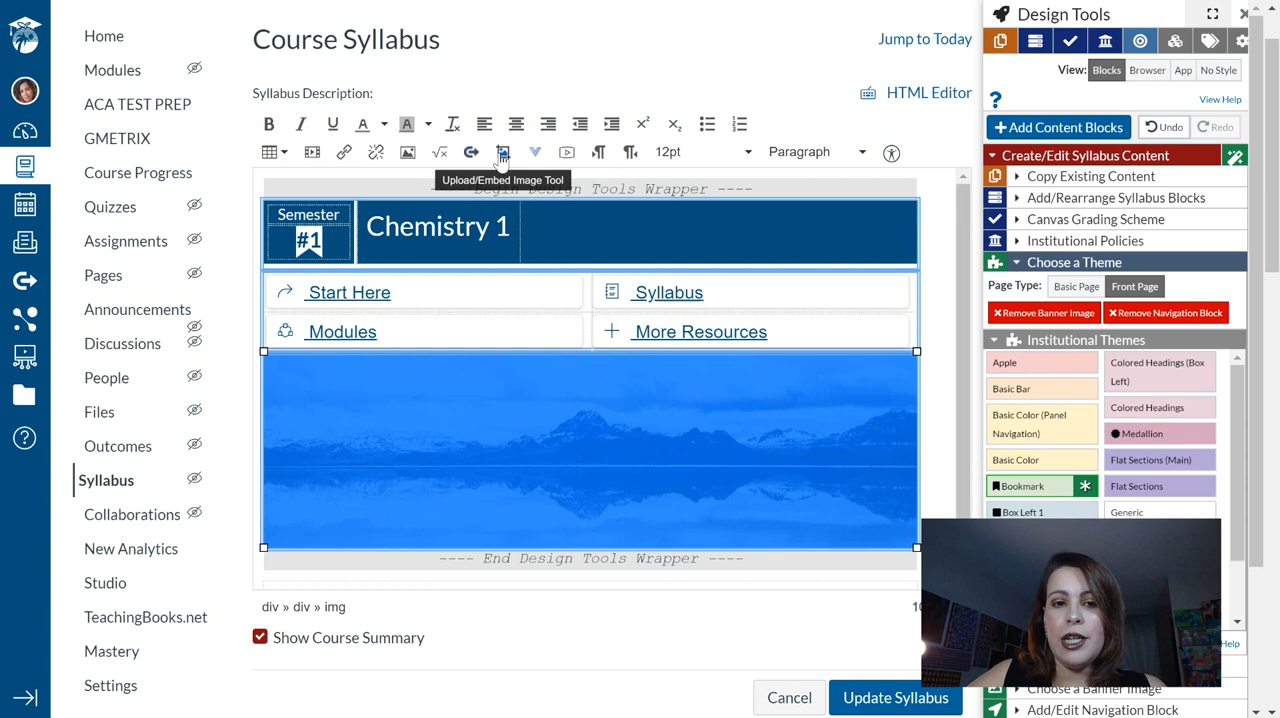 Home
Modules
ACA TEST PREP
GMETRIX
Course Progress
Quizzes
Assignments
Pages
Announcements
Discussions
People
Files
Outcomes
Syllabus
Collaborations
New Analytics
Studio
TeachingBooks.net
Mastery
Settings
Course Syllabus
Jump to Today
Syllabus Description:
HTML Editor
12pt
Paragraph
Upload/Embed Image Tool
---- Begin Design Tools Wrapper ----
Semester
#1
Chemistry 1
Start Here
Syllabus
Modules
More Resources
---- End Design Tools Wrapper ----
div » div » img
Show Course Summary
Cancel
Update Syllabus
Design Tools
View: Blocks Browser App No Style
View Help
+Add Content Blocks
Undo
Redo
Create/Edit Syllabus Content
Copy Existing Content
Add/Rearrange Syllabus Blocks
Canvas Grading Scheme
Institutional Policies
Choose a Theme
Page Type: Basic Page Front Page
Remove Banner Image
Remove Navigation Block
Institutional Themes
Apple
Colored Headings (Box
Left)
Basic Bar
Basic Color (Panel
Navigation)
Colored Headings
Medallion
Basic Color
Flat Sections (Main)
Bookmark
Flat Sections
Box Left 1
Generic
Help
Choose a Banner Image
Add/Edit Navigation Block